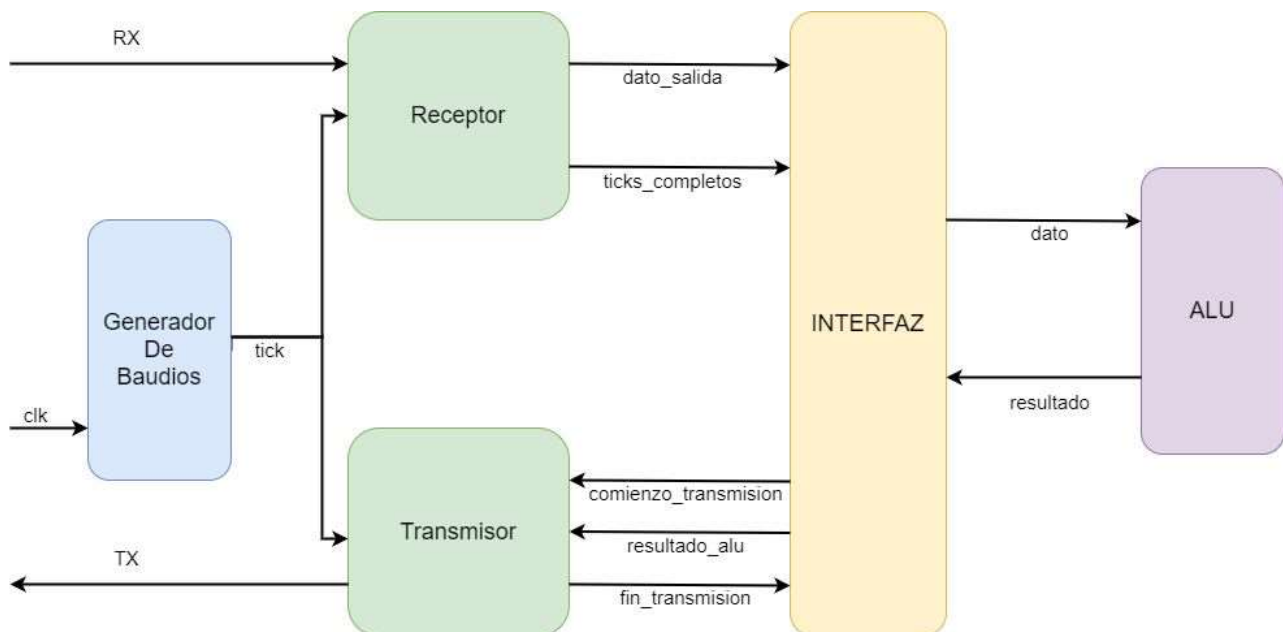 RX
Receptor
dato_salida
ticks_completos
Generador
De
Baudios
tick
clk
INTERFAZ
dato
resultado
ALU
Transmisor
comienzo_transmision
resultado_alu
fin_transmision
TX